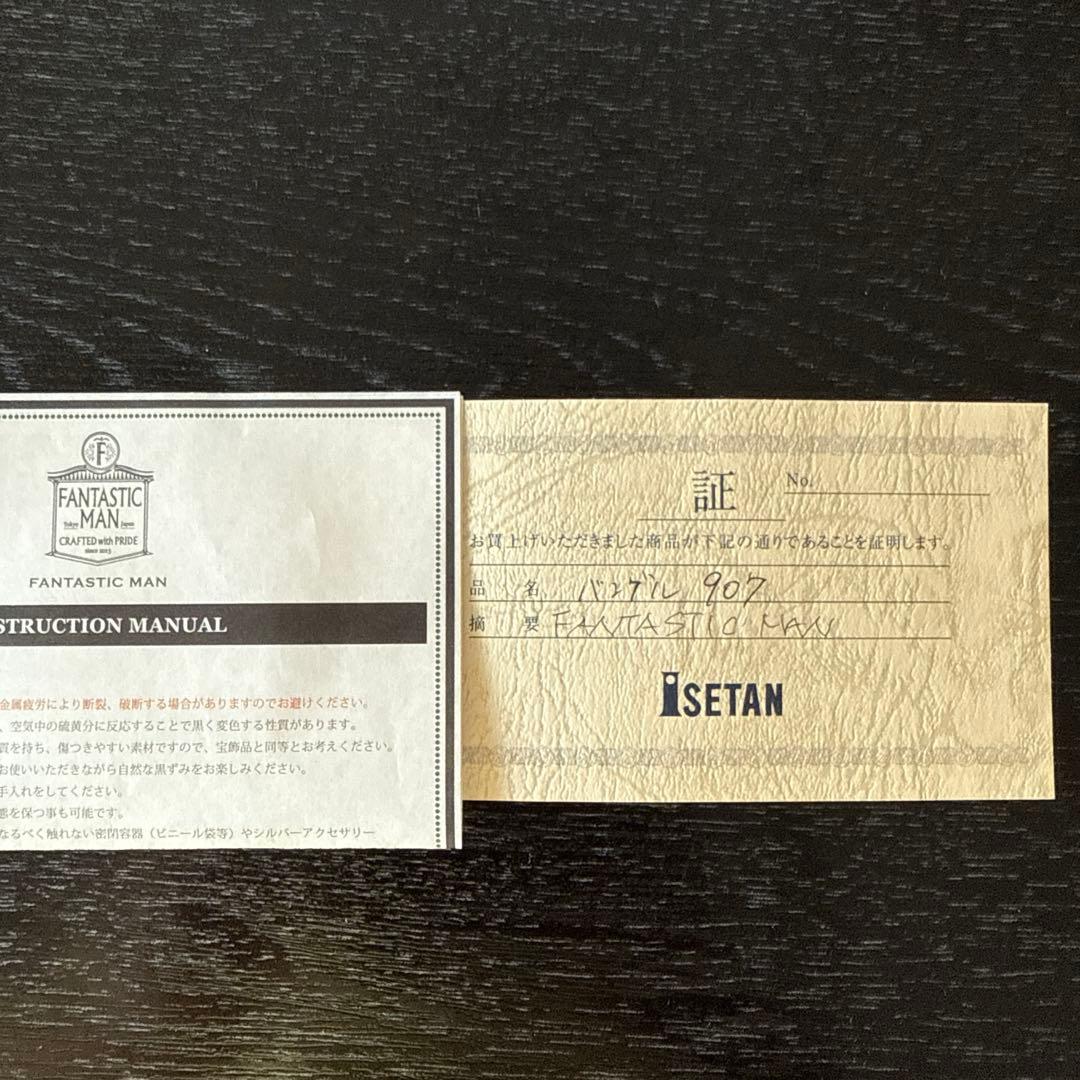 F
FANTASTIC
MAN
Tokyo Japan
CRAFTED with PRIDE
since 2013
FANTASTIC MAN
STRUCTION MANUAL
金属疲労により断裂、破断する場合がありますのでお避けください。
、空気中の硫黄分に反応することで黒く変色する性質があります。
質を持ち、傷つきやすい素材ですので、宝飾品と同等とお考えください。
お使いいただきながら自然な黒ずみをお楽しみください。
手入れをしてください。
態を保つ事も可能です。
なるべく触れない密閉容器（ビニール袋等）やシルバーアクセサリー
証 No.
お買上げいただきました商品が下記の通りであることを証明します。
品 名 バングル 907
摘 要 FANTASTIC MAN
ISETAN